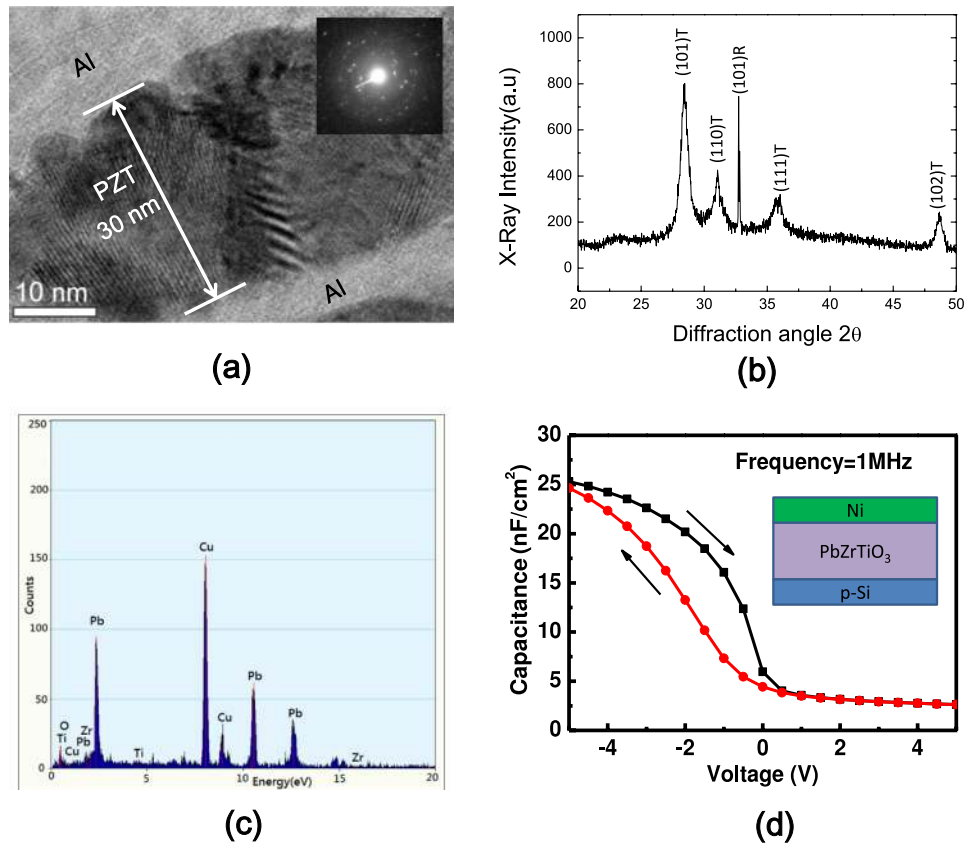 Al
PZT
30 nm
Al
10 nm
(a)
X-Ray Intensity(a.u)
1000
800
600
400
200
0
(101)T
(110)T
(101)R
(111)T
(102)T
20 25 30 35 40 45 50
Diffraction angle 2θ
(b)
Counts
250
200
150
100
50
0
O
Ti
Cu
Pb
Zr
Pb
Ti
Cu
Cu
Pb
Pb
Zr
0 5 10 15 20
Energy(eV)
(c)
Capacitance (nF/cm²)
30
25
20
15
10
5
0
Frequency=1MHz
Ni
PbZrTiO₃
p-Si
-4 -2 0 2 4
Voltage (V)
(d)